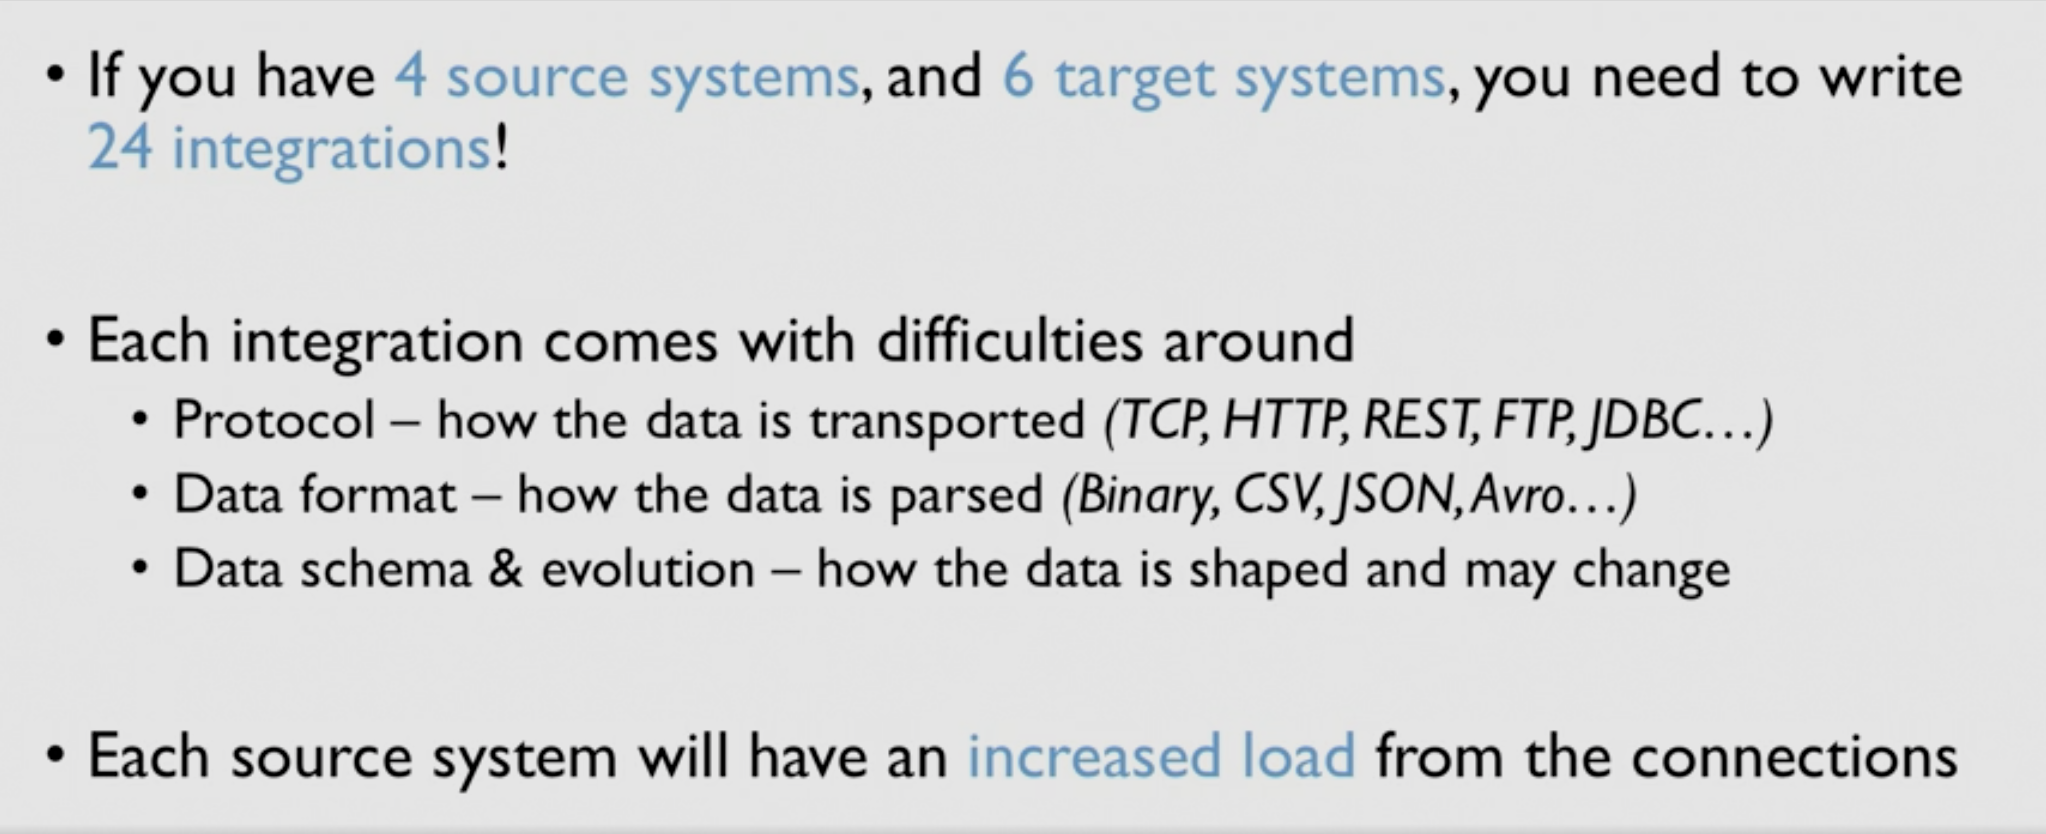 • If you have 4 source systems, and 6 target systems, you need to write
24 integrations!
• Each integration comes with difficulties around
• Protocol – how the data is transported (TCP, HTTP, REST, FTP, JDBC…)
• Data format – how the data is parsed (Binary, CSV, JSON, Avro…)
• Data schema & evolution – how the data is shaped and may change
• Each source system will have an increased load from the connections